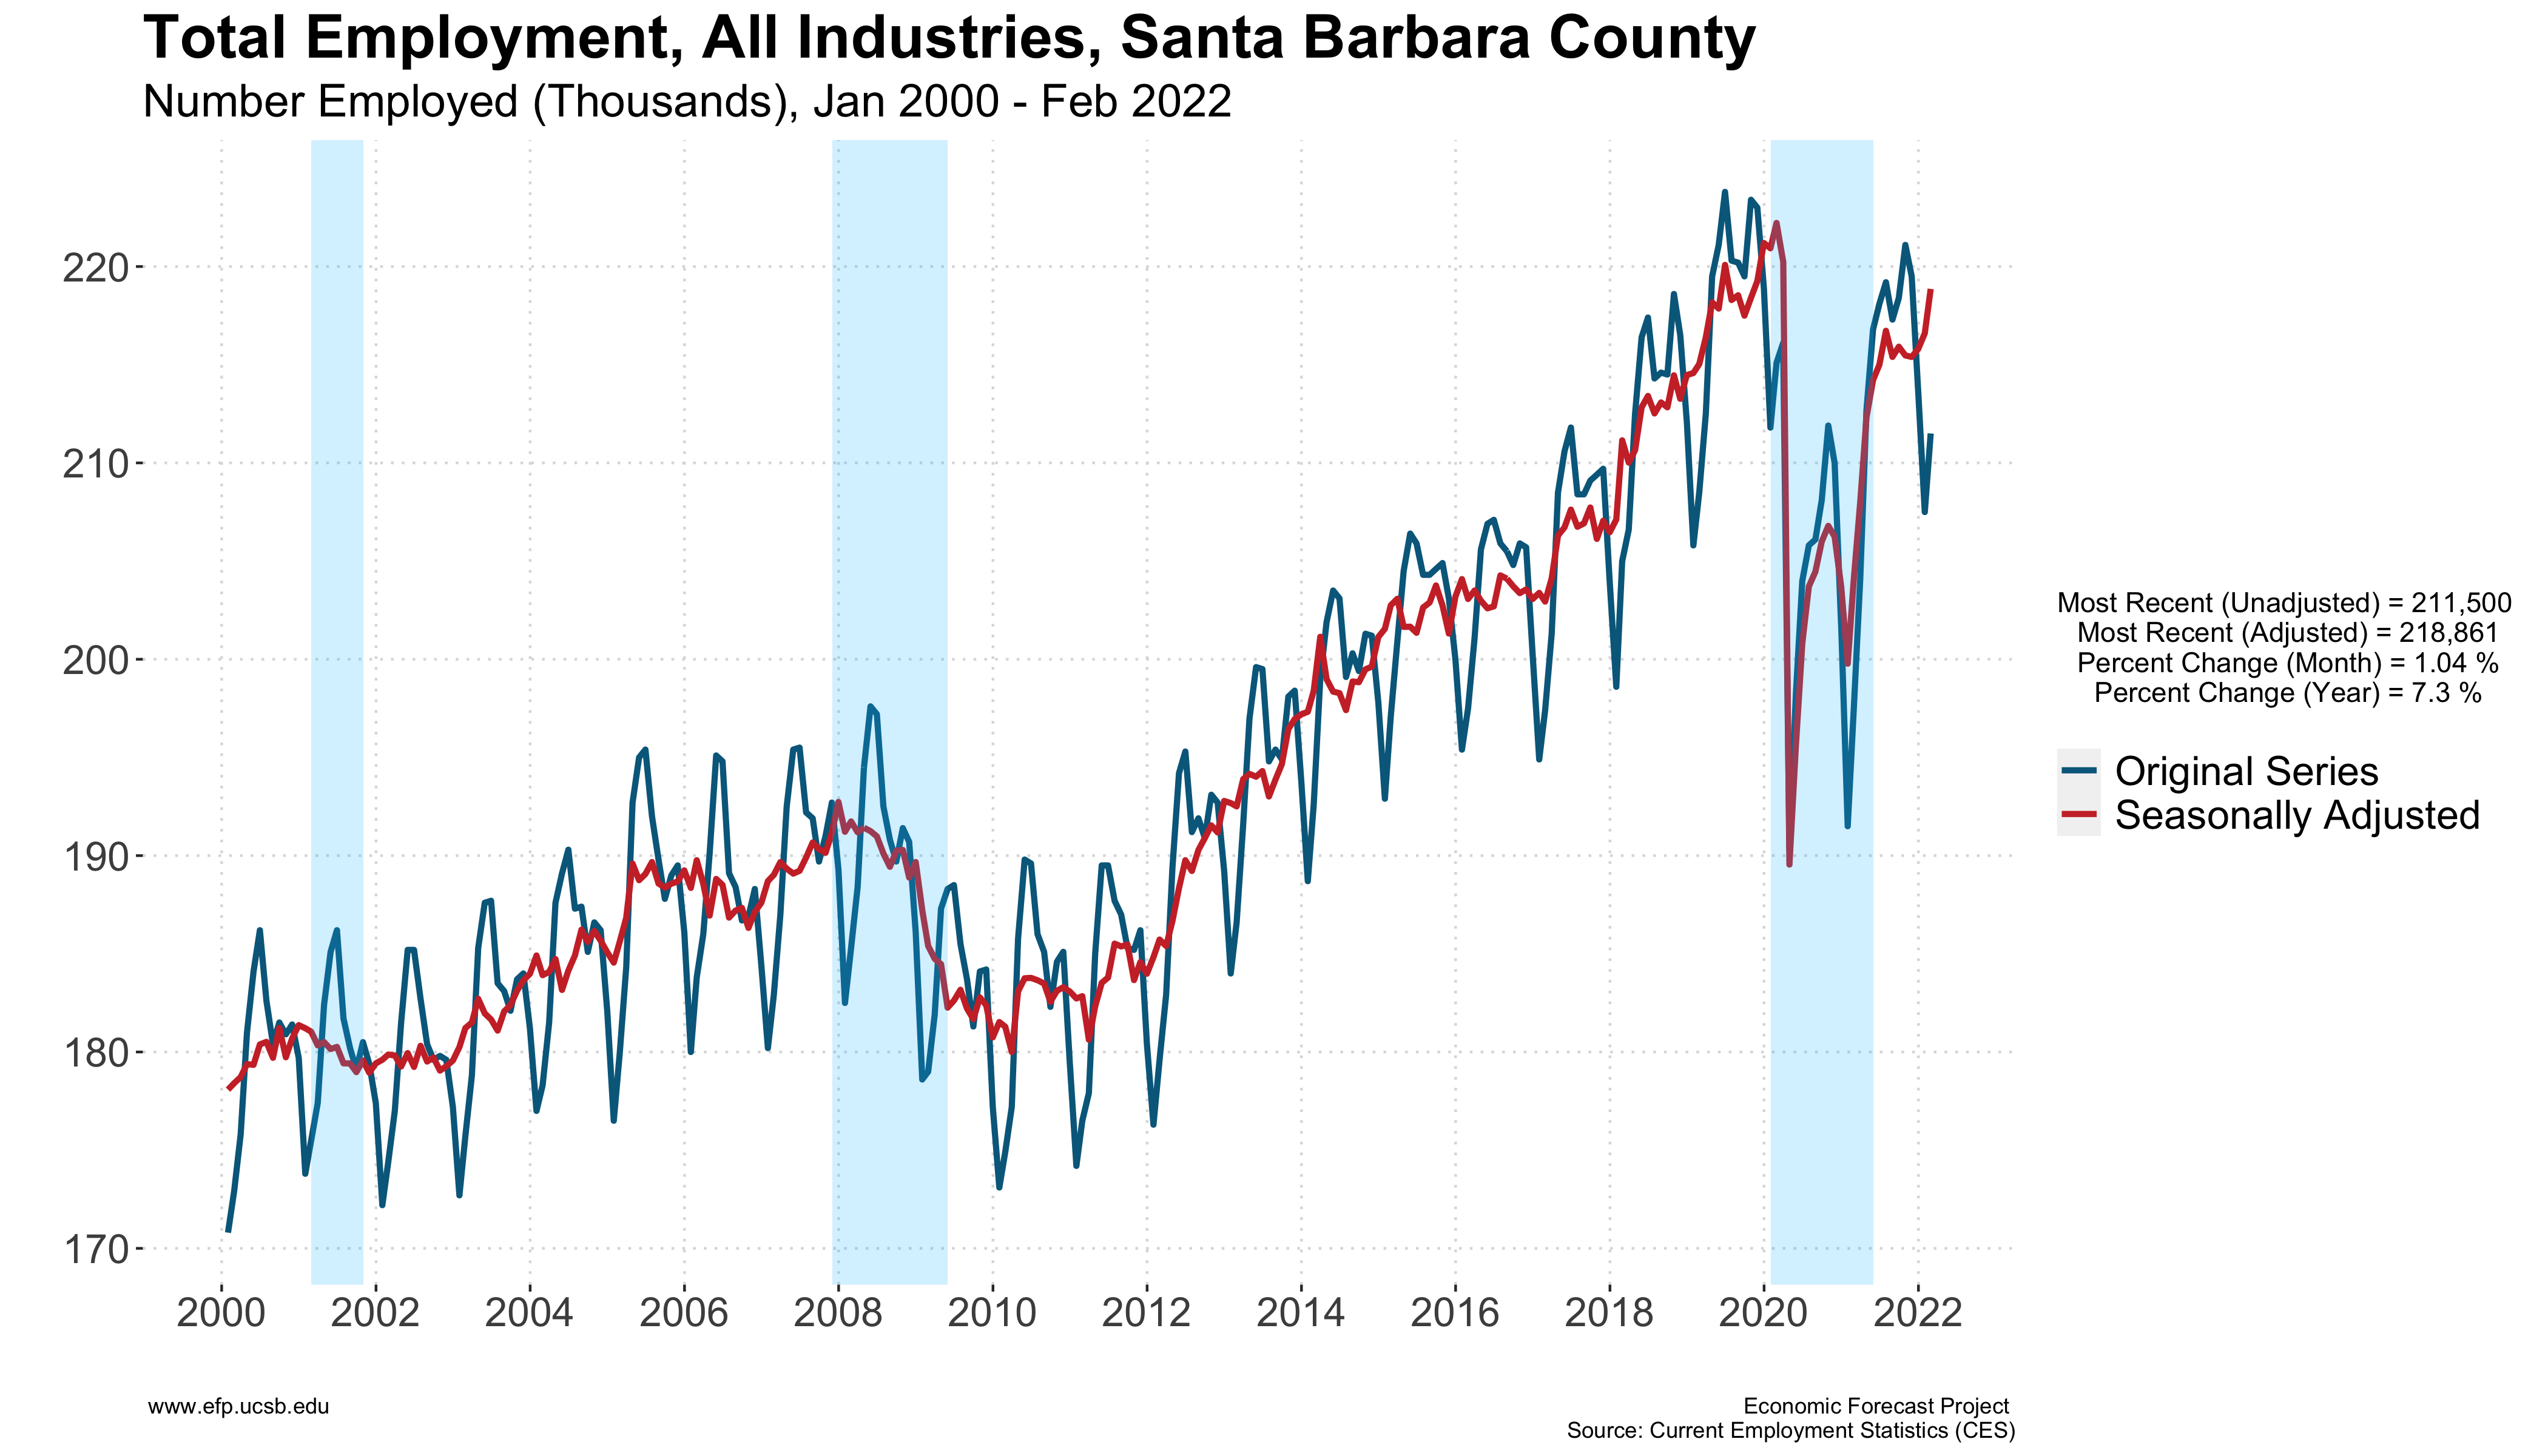 Total Employment, All Industries, Santa Barbara County
Number Employed (Thousands), Jan 2000 - Feb 2022
220
210
200
190
180
170
2000 2002 2004 2006 2008 2010 2012 2014 2016 2018 2020 2022
Most Recent (Unadjusted) = 211,500
Most Recent (Adjusted) = 218,861
Percent Change (Month) = 1.04 %
Percent Change (Year) = 7.3 %
Original Series
Seasonally Adjusted
www.efp.ucsb.edu
Economic Forecast Project
Source: Current Employment Statistics (CES)